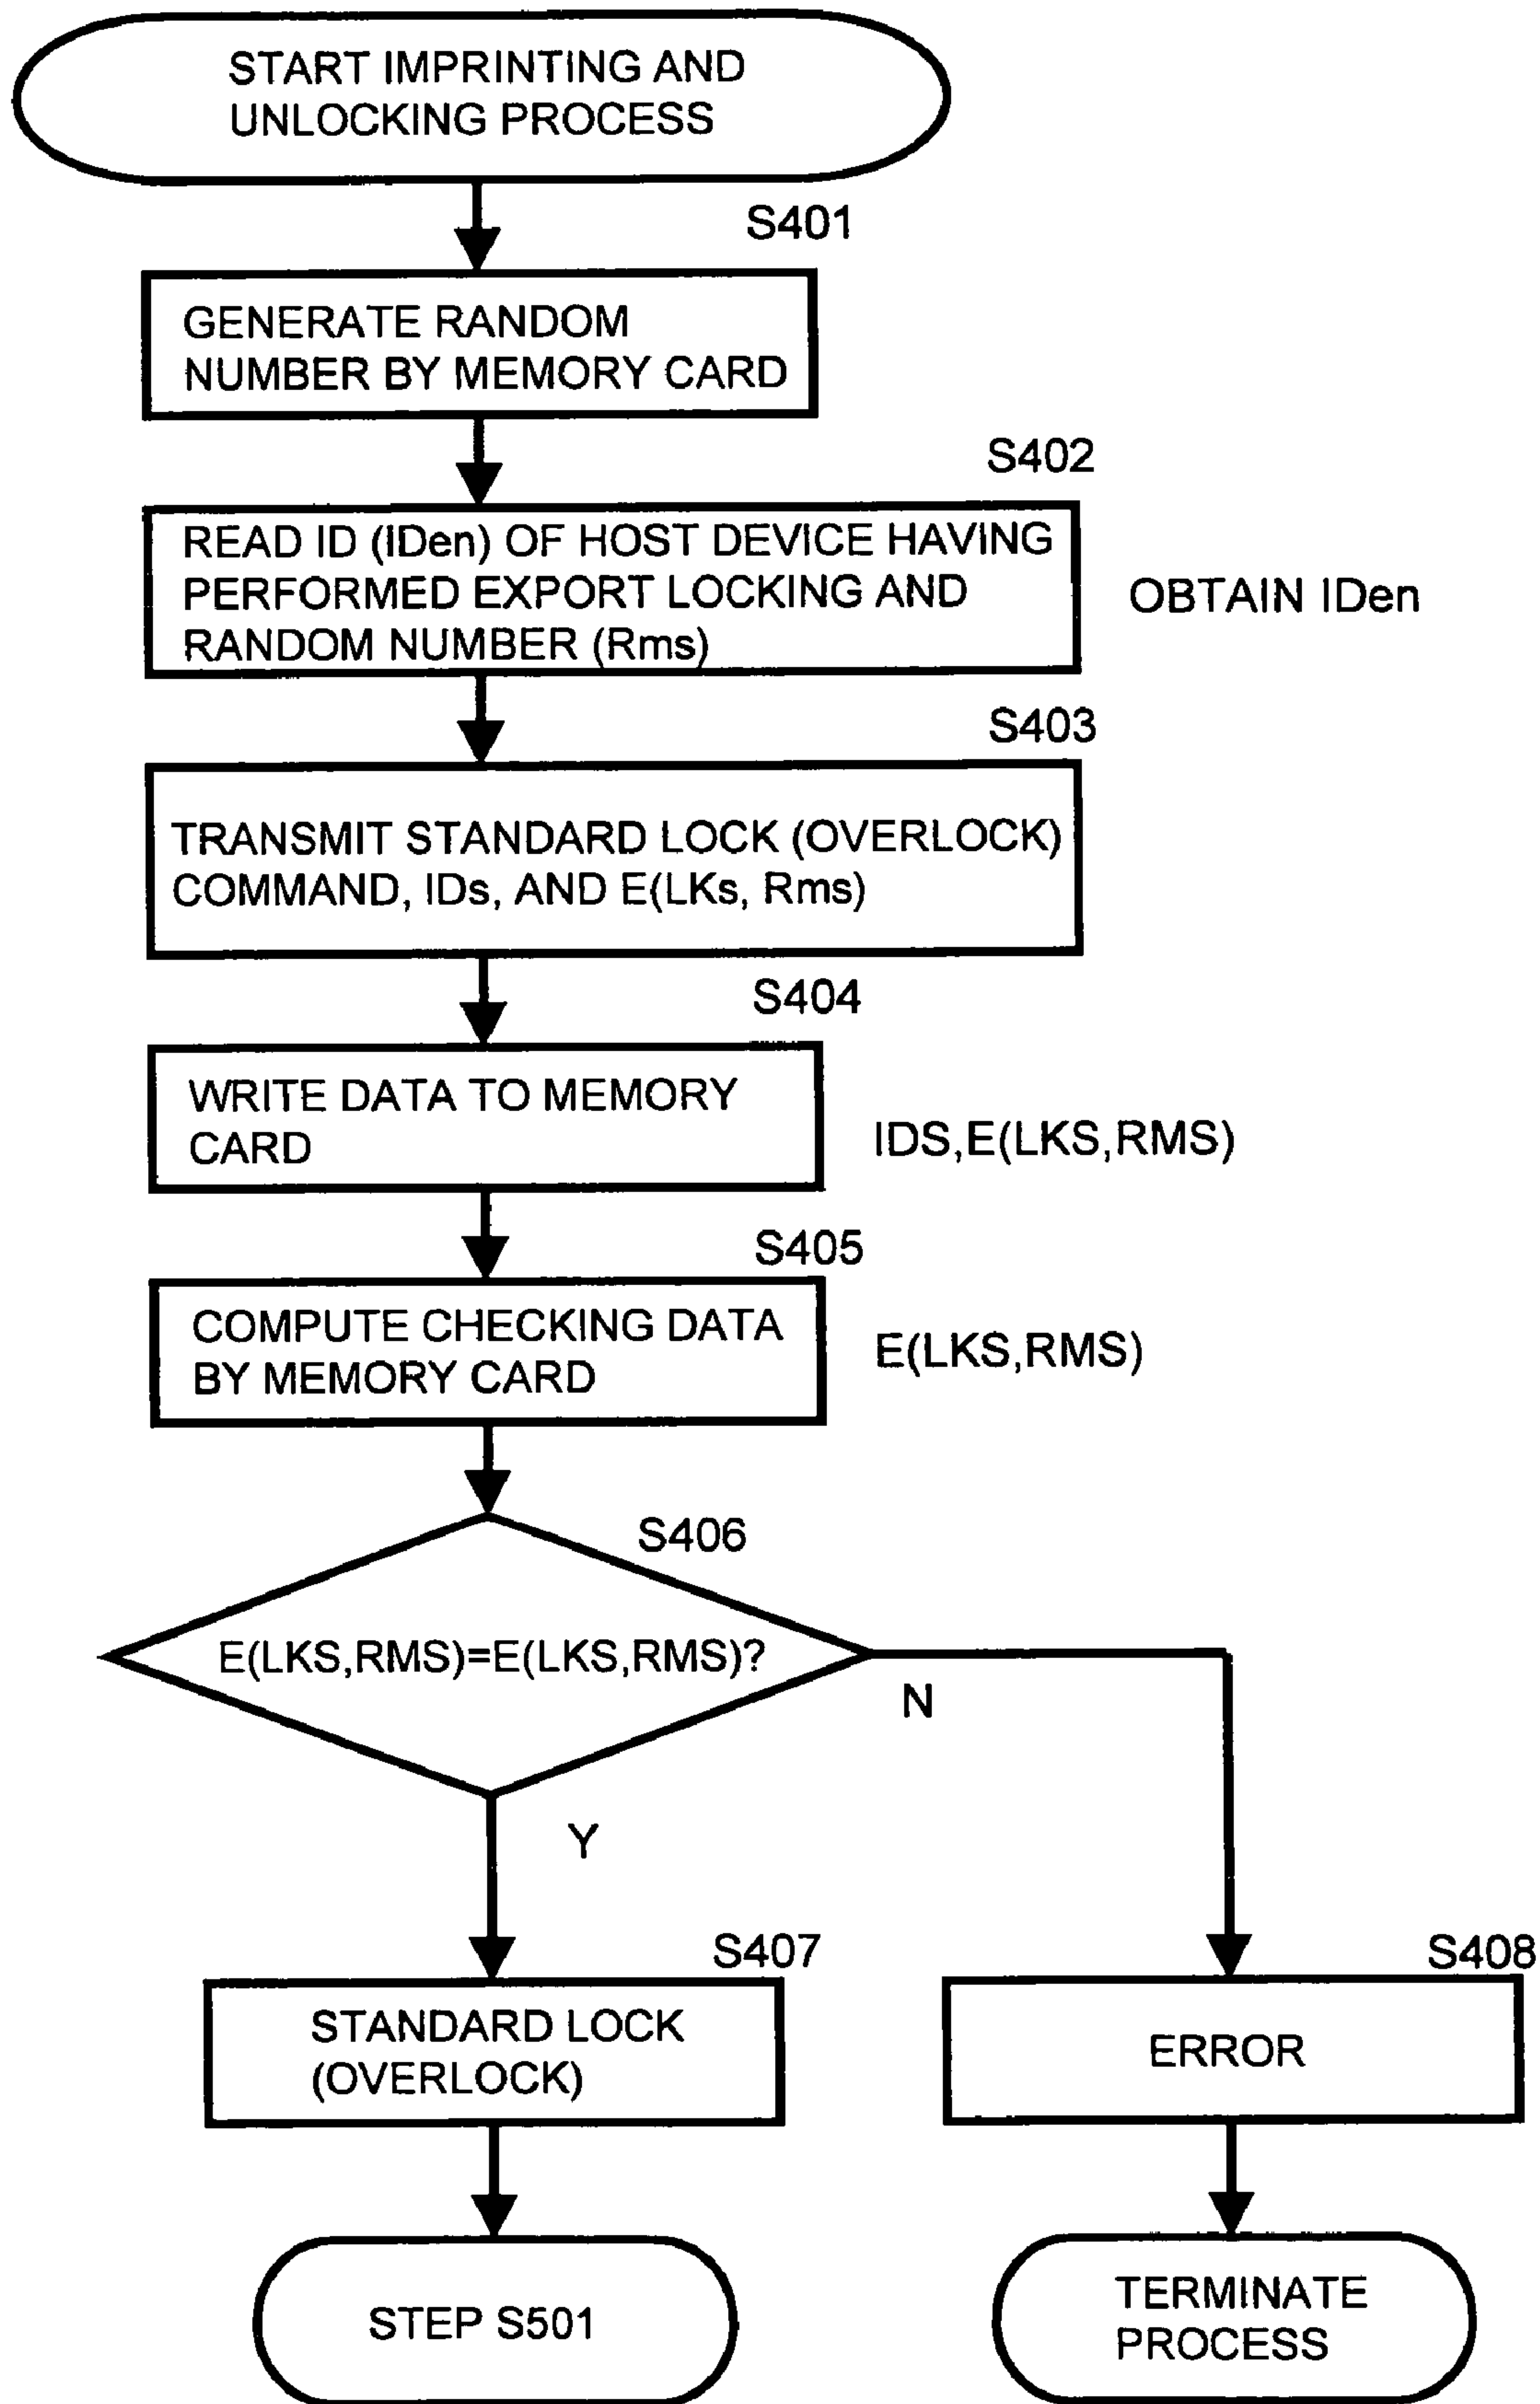 START IMPRINTING AND
UNLOCKING PROCESS
S401
GENERATE RANDOM
NUMBER BY MEMORY CARD
S402
READ ID (IDen) OF HOST DEVICE HAVING
PERFORMED EXPORT LOCKING AND
RANDOM NUMBER (Rms)
OBTAIN IDen
S403
TRANSMIT STANDARD LOCK (OVERLOCK)
COMMAND, IDs, AND E(LKs, Rms)
S404
WRITE DATA TO MEMORY
CARD
IDS,E(LKS,RMS)
S405
COMPUTE CHECKING DATA
BY MEMORY CARD
E(LKS,RMS)
S406
E(LKS,RMS)=E(LKS,RMS)?
N
Y
S407
STANDARD LOCK
(OVERLOCK)
S408
ERROR
STEP S501
TERMINATE
PROCESS